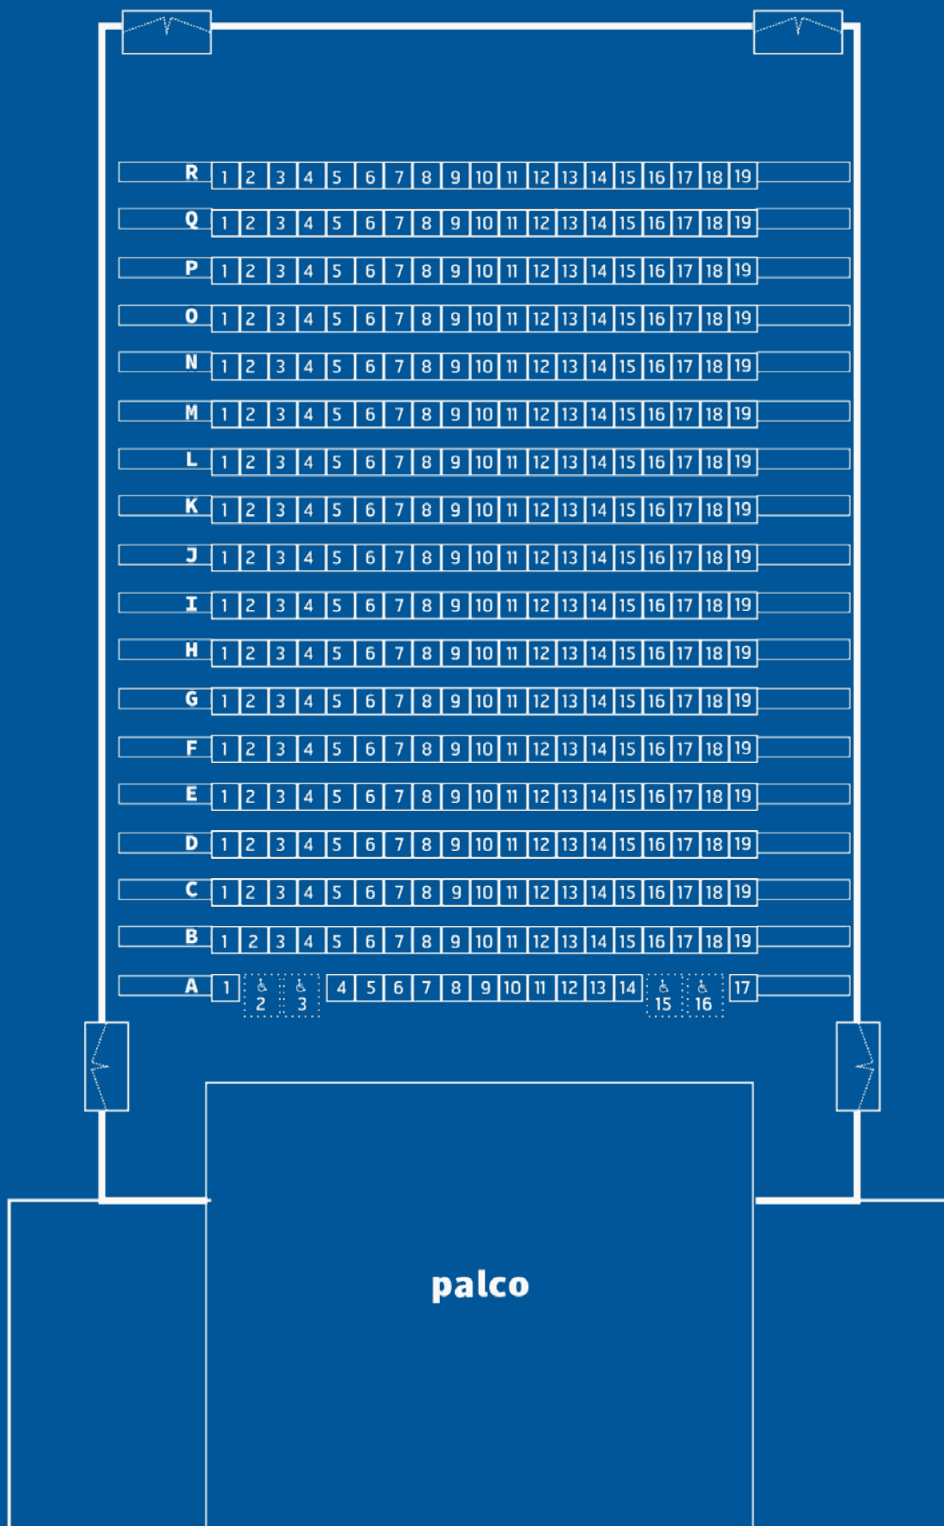 R 1 2 3 4 5 6 7 8 9 10 11 12 13 14 15 16 17 18 19
Q 1 2 3 4 5 6 7 8 9 10 11 12 13 14 15 16 17 18 19
P 1 2 3 4 5 6 7 8 9 10 11 12 13 14 15 16 17 18 19
O 1 2 3 4 5 6 7 8 9 10 11 12 13 14 15 16 17 18 19
N 1 2 3 4 5 6 7 8 9 10 11 12 13 14 15 16 17 18 19
M 1 2 3 4 5 6 7 8 9 10 11 12 13 14 15 16 17 18 19
L 1 2 3 4 5 6 7 8 9 10 11 12 13 14 15 16 17 18 19
K 1 2 3 4 5 6 7 8 9 10 11 12 13 14 15 16 17 18 19
J 1 2 3 4 5 6 7 8 9 10 11 12 13 14 15 16 17 18 19
I 1 2 3 4 5 6 7 8 9 10 11 12 13 14 15 16 17 18 19
H 1 2 3 4 5 6 7 8 9 10 11 12 13 14 15 16 17 18 19
G 1 2 3 4 5 6 7 8 9 10 11 12 13 14 15 16 17 18 19
F 1 2 3 4 5 6 7 8 9 10 11 12 13 14 15 16 17 18 19
E 1 2 3 4 5 6 7 8 9 10 11 12 13 14 15 16 17 18 19
D 1 2 3 4 5 6 7 8 9 10 11 12 13 14 15 16 17 18 19
C 1 2 3 4 5 6 7 8 9 10 11 12 13 14 15 16 17 18 19
B 1 2 3 4 5 6 7 8 9 10 11 12 13 14 15 16 17 18 19
A 1 2 3 4 5 6 7 8 9 10 11 12 13 14 15 16 17
palco